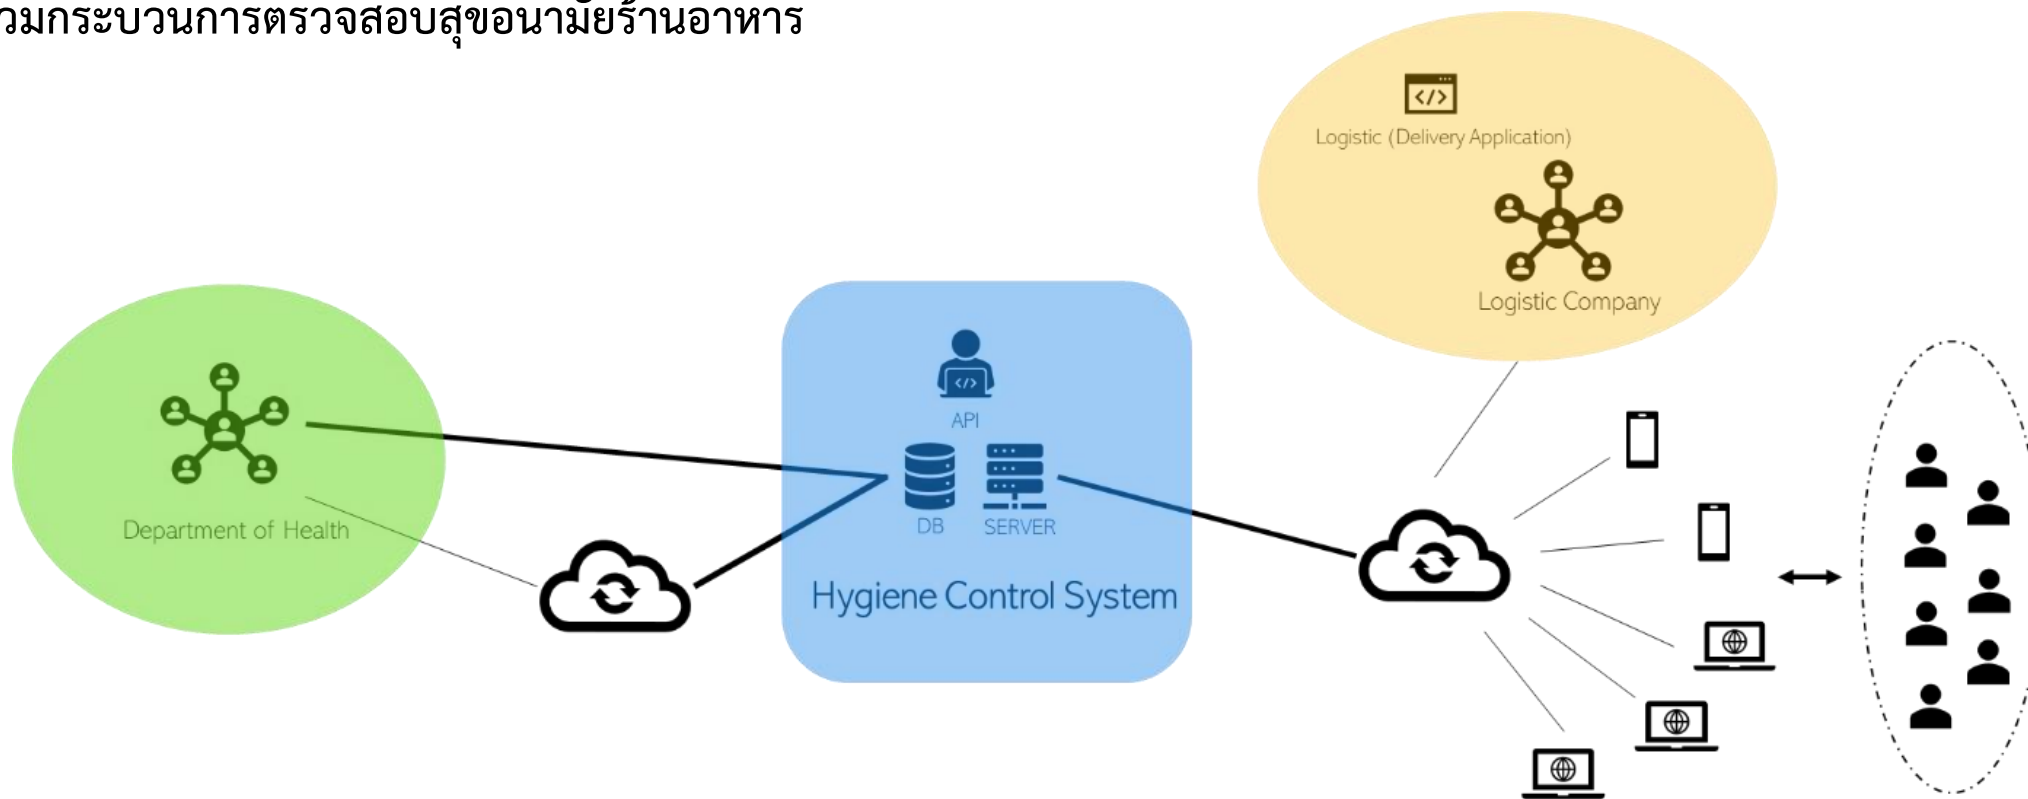 วมกระบวนการตรวจสอบสุขอนามัยร้านอาหาร
Logistic (Delivery Application)
Logistic Company
Department of Health
API
DB
SERVER
Hygiene Control System